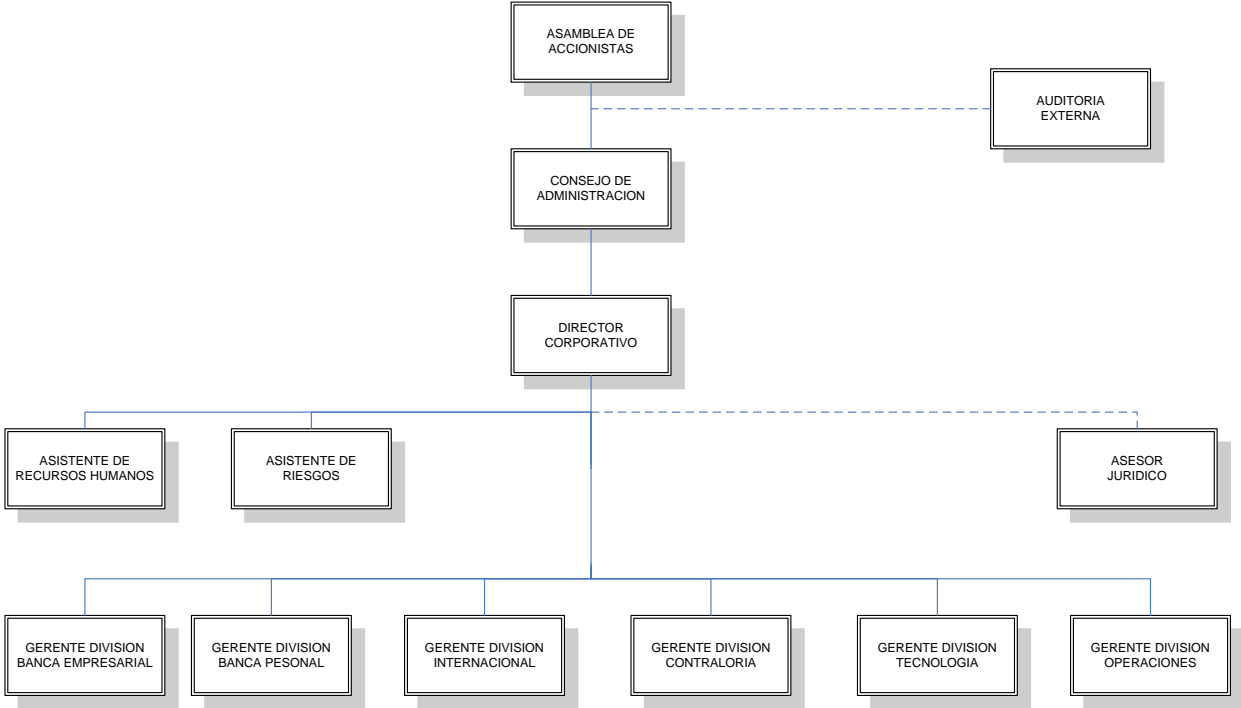 ASAMBLEA DE
ACCIONISTAS
AUDITORIA
EXTERNA
CONSEJO DE
ADMINISTRACION
DIRECTOR
CORPORATIVO
ASISTENTE DE
RECURSOS HUMANOS
ASISTENTE DE
RIESGOS
ASESOR
JURIDICO
GERENTE DIVISION
BANCA EMPRESARIAL
GERENTE DIVISION
BANCA PESONAL
GERENTE DIVISION
INTERNACIONAL
GERENTE DIVISION
CONTRALORIA
GERENTE DIVISION
TECNOLOGIA
GERENTE DIVISION
OPERACIONES